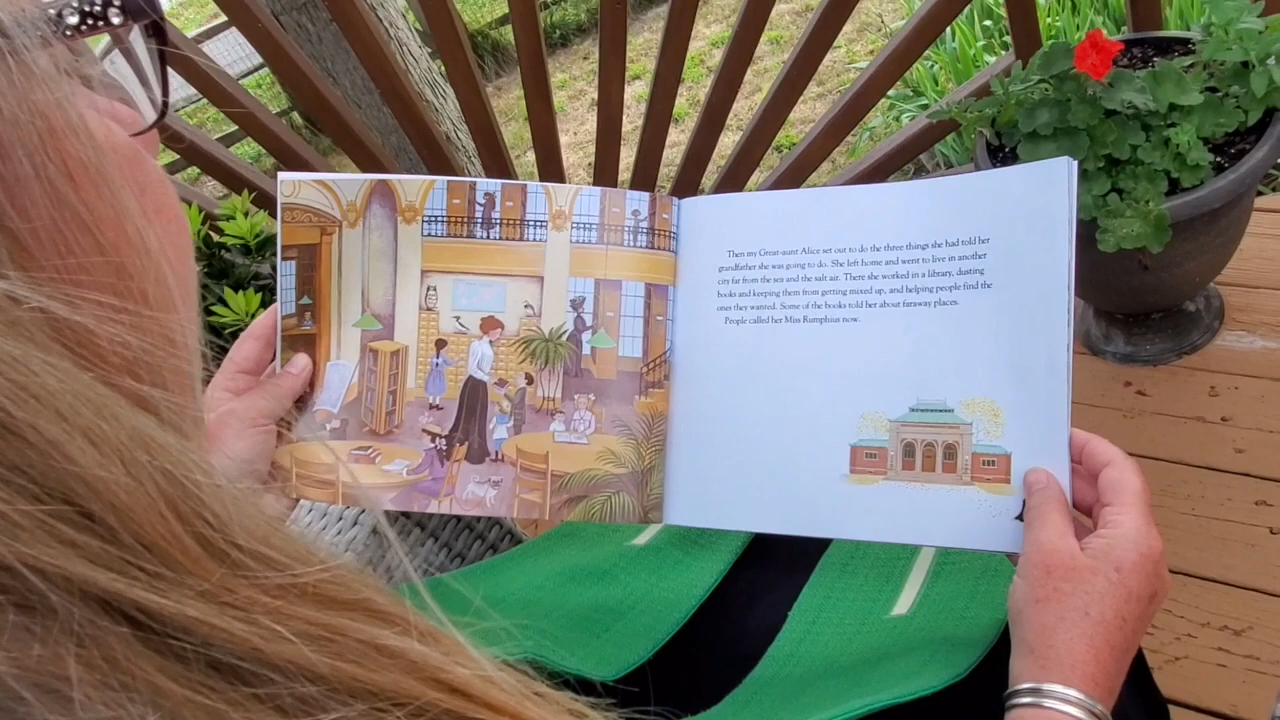 Then my Great-aunt Alice set out to do the three things she had told her
grandfather she was going to do. She left home and went to live in another
city far from the sea and the salt air. There she worked in a library, dusting
books and keeping them from getting mixed up, and helping people find the
ones they wanted. Some of the books told her about faraway places.
People called her Miss Rumphius now.